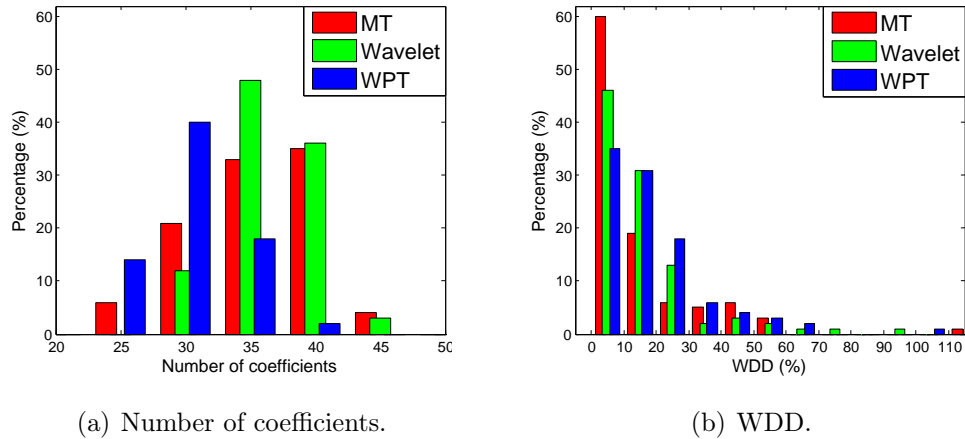 60
50
40
30
20
10
0
20 25 30 35 40 45 50
Percentage (%)
Number of coefficients
MT
Wavelet
WPT
(a) Number of coefficients.
60
50
40
30
20
10
0
0 10 20 30 40 50 60 70 80 90 100 110
Percentage (%)
WDD (%)
MT
Wavelet
WPT
(b) WDD.